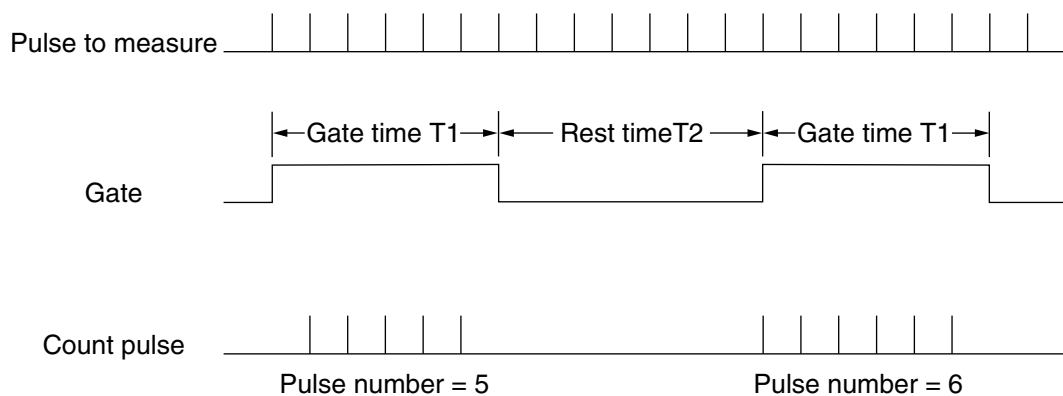 Pulse to measure
Gate time T1
Rest timeT2
Gate time T1
Gate
Count pulse
Pulse number = 5
Pulse number = 6